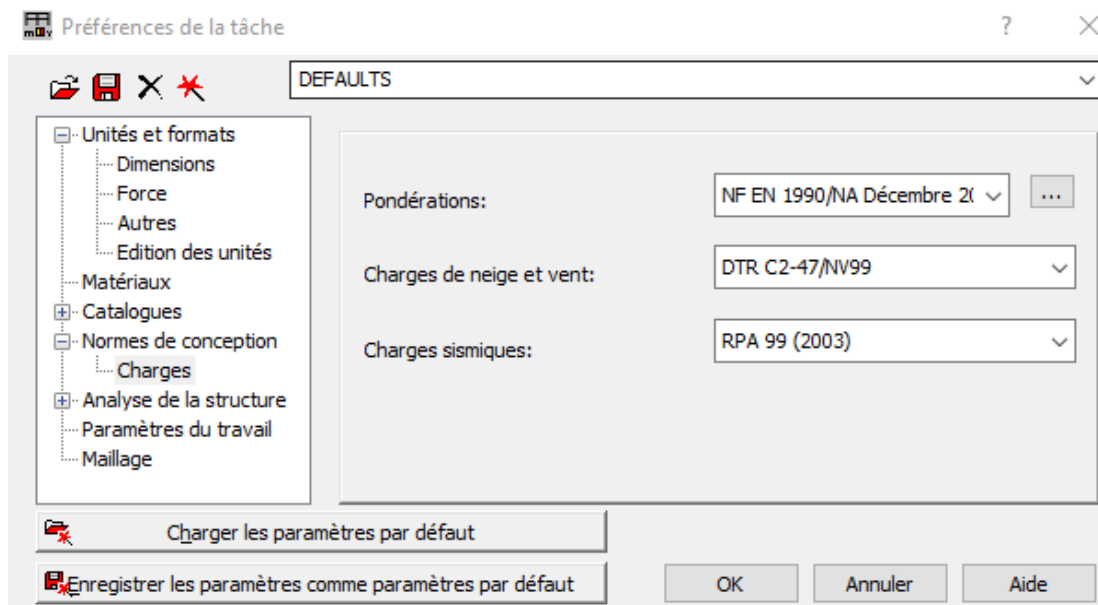 Préférences de la tâche
DEFAULTS
Unités et formats
Dimensions
Force
Autres
Edition des unités
Matériaux
Catalogues
Normes de conception
Charges
Analyse de la structure
Paramètres du travail
Maillage
Pondérations:
NF EN 1990/NA Décembre 20
...
Charges de neige et vent:
DTR C2-47/NV99
Charges sismiques:
RPA 99 (2003)
Charger les paramètres par défaut
Enregistrer les paramètres comme paramètres par défaut
OK
Annuler
Aide